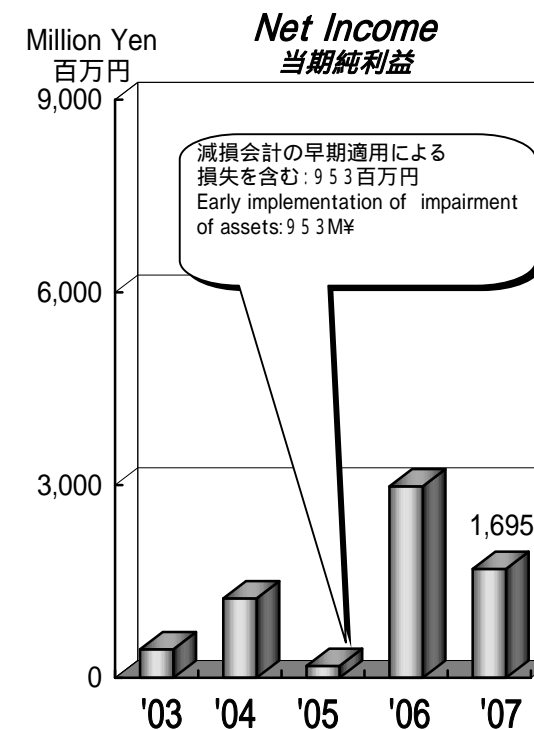 Net Income
当期純利益
Million Yen
百万円
9,000
6,000
3,000
0
減損会計の早期適用による
損失を含む:953百万円
Early implementation of impairment
of assets:953M¥
1,695
'03 '04 '05 '06 '07